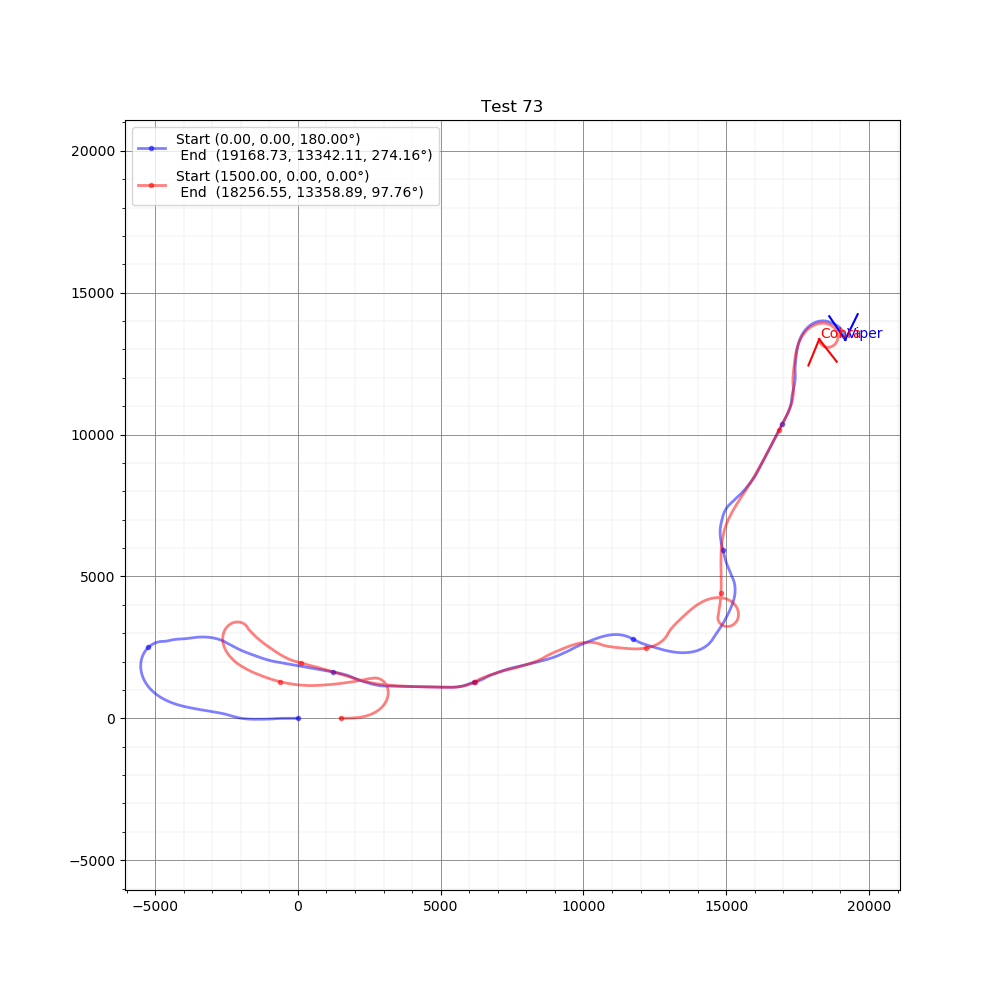 Test 73
Start (0.00, 0.00, 180.00°)
End (19168.73, 13342.11, 274.16°)
Start (1500.00, 0.00, 0.00°)
End (18256.55, 13358.89, 97.76°)
20000
15000
10000
5000
0
−5000
Viper
−5000
0
5000
10000
15000
20000